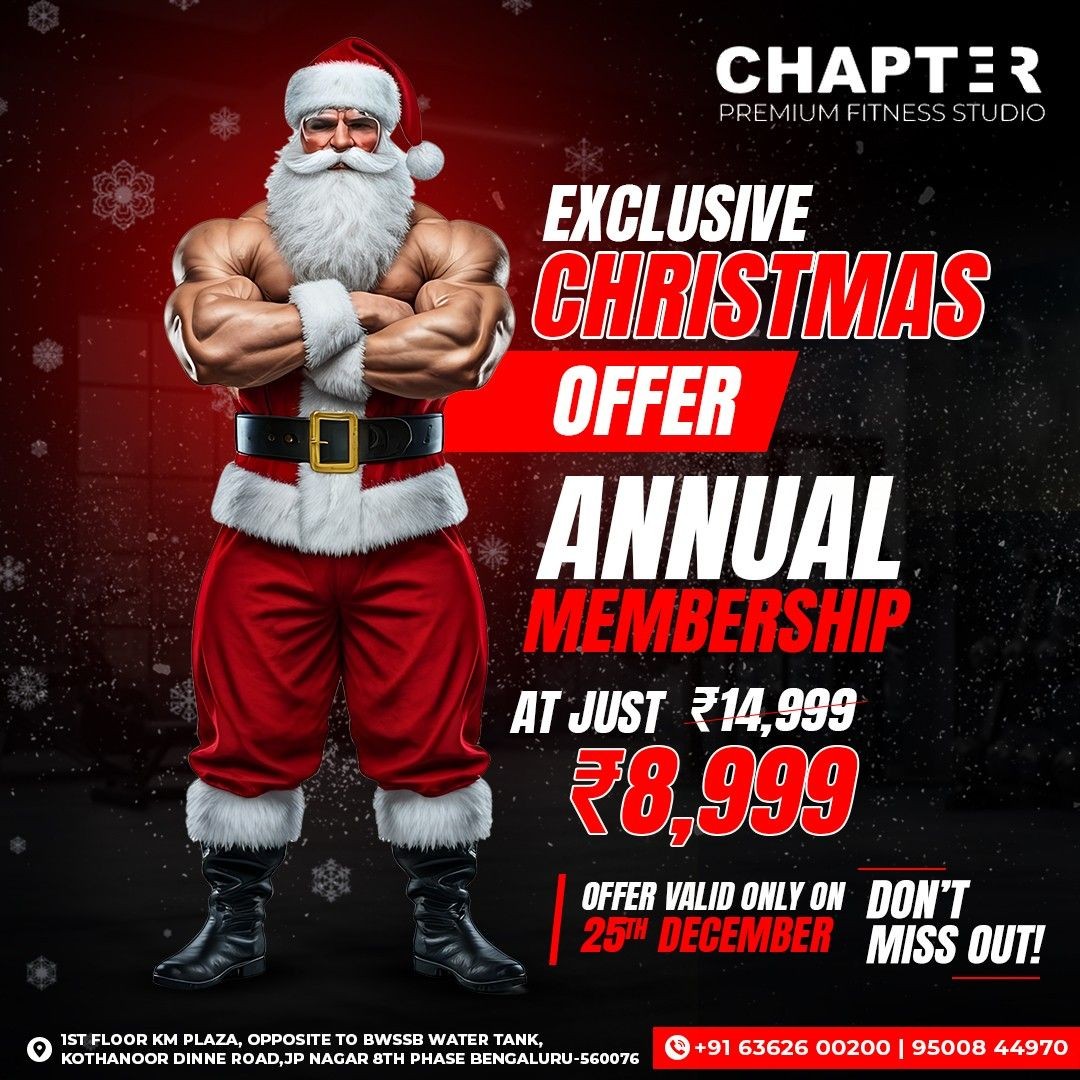 CHAPTER
PREMIUM FITNESS STUDIO
EXCLUSIVE
CHRISTMAS
OFFER
ANNUAL
MEMBERSHIP
AT JUST ₹14,999
₹8,999
OFFER VALID ONLY ON
25TH DECEMBER
DON'T
MISS OUT!
1ST FLOOR KM PLAZA, OPPOSITE TO BWSSB WATER TANK,
KOTHANOOR DINNE ROAD,JP NAGAR 8TH PHASE BENGALURU-560076
+91 63626 00200 | 95008 44970